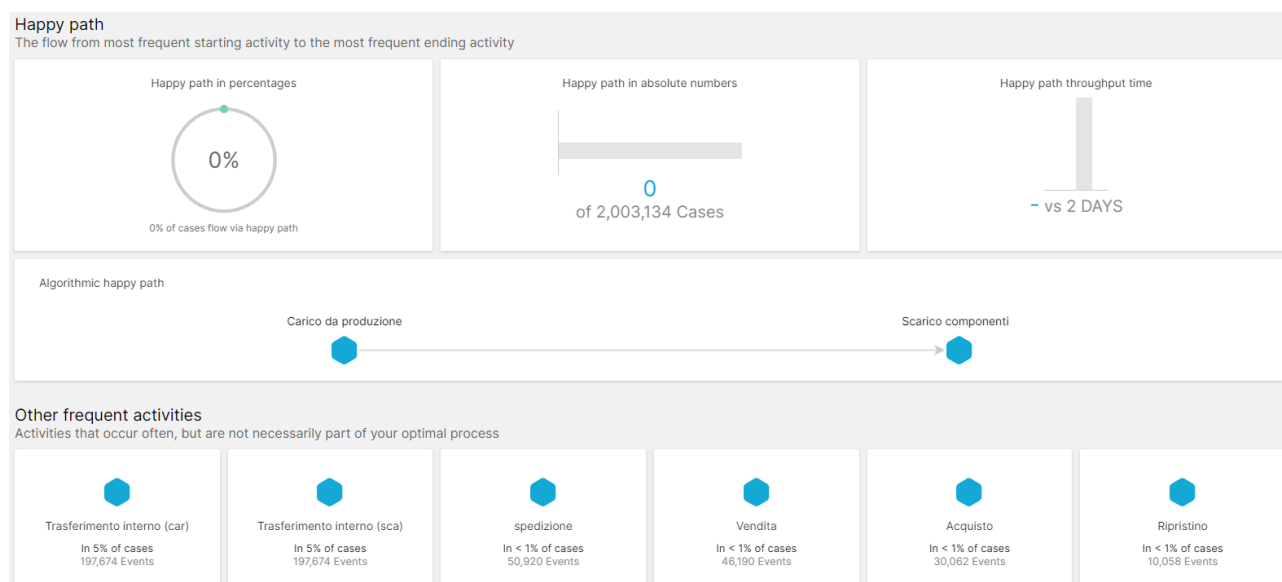 Happy path
The flow from most frequent starting activity to the most frequent ending activity
Happy path in percentages
0%
0% of cases flow via happy path
Happy path in absolute numbers
0
of 2,003,134 Cases
Happy path throughput time
- vs 2 DAYS
Algorithmic happy path
Carico da produzione
Scarico componenti
Other frequent activities
Activities that occur often, but are not necessarily part of your optimal process
Trasferimento interno (car)
In 5% of cases
197,674 Events
Trasferimento interno (sca)
In 5% of cases
197,674 Events
spedizione
In < 1% of cases
50,920 Events
Vendita
In < 1% of cases
46,190 Events
Acquisto
In < 1% of cases
30,062 Events
Ripristino
In < 1% of cases
10,058 Events